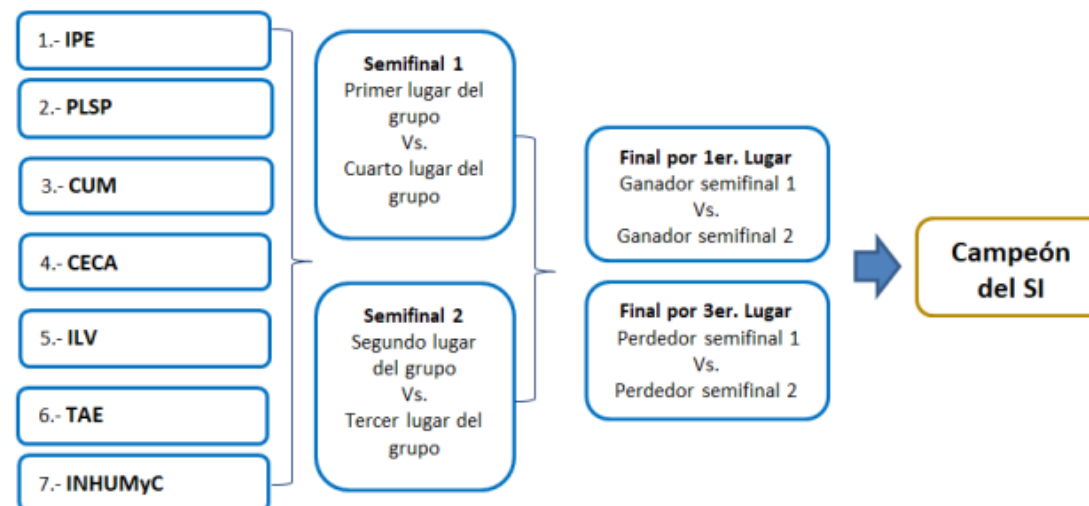 1.- IPE
2.- PLSP
3.- CUM
4.- CECA
5.- ILV
6.- TAE
7.- INHUMyC
Semifinal 1
Primer lugar del
grupo
Vs.
Cuarto lugar del
grupo
Semifinal 2
Segundo lugar
del grupo
Vs.
Tercer lugar del
grupo
Final por 1er. Lugar
Ganador semifinal 1
Vs.
Ganador semifinal 2
Final por 3er. Lugar
Perdedor semifinal 1
Vs.
Perdedor semifinal 2
Campeón
del SI